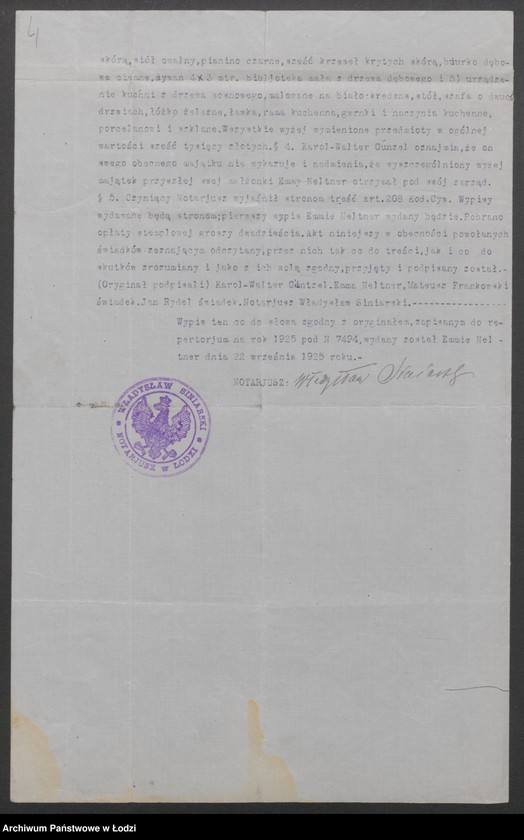 4
skórą,stół owalny,pianino czarne,sześć krzeseł krytych skórą,biurko dębo-
we ciemne,dywan 4x3 mtr. bibljoteka mała z drzewa dębowego i 5) urządze-
nie kuchni z drzewa sosnowego,malowane na biało:kredens,stół,szafa o dwóch
drzwiach,łóżko żelazne,ławka,rama kuchenna,garnki i naczynia kuchenne,
porcelanowe i szklane.Wszystkie wyżej wymienione przedmioty w ogólnej
wartości sześć tysięcy złotych.§ 4. Karol-Walter Günzel oznajmia,że on
swego obecnego majątku nie wykazuje i nadmienia,że wyszczególniony wyżej
majątek przyszłej swej małżonki Emmy Heltner otrzymał pod swój zarząd.
§ 5. Czyniący Notarjusz wyjaśnił stronom treść art.208 Kod.Cyw. Wypisy
wydawane będą stronom:pierwszy wypis Emmie Heltner wydany będzie.Pobrano
opłaty stemplowej groszy dwadzieścia.Akt niniejszy w obecności powołanych
świadków zeznającym odczytany,przez nich tak co do treści,jak i co do
skutków zrozumiany i jako z ich wolą zgodny,przyjęty i podpisany został.-
(Oryginał podpisali) Karol-Walter Güntzel.Emma Heltner.Mateusz Frankowski
świadek.Jan Rydel świadek.Notarjusz Władysław Siniarski.---------------
Wypis ten co do słowa zgodny z oryginałem,zapisanym do re-
pertorjum na rok 1925 pod N 7494,wydany został Emmie Hel -
tner dnia 22 września 1925 roku.-
NOTARJUSZ: Władysław Siniarski
WŁADYSŁAW SINIARSKI
NOTARJUSZ w ŁODZI
Archiwum Państwowe w Łodzi